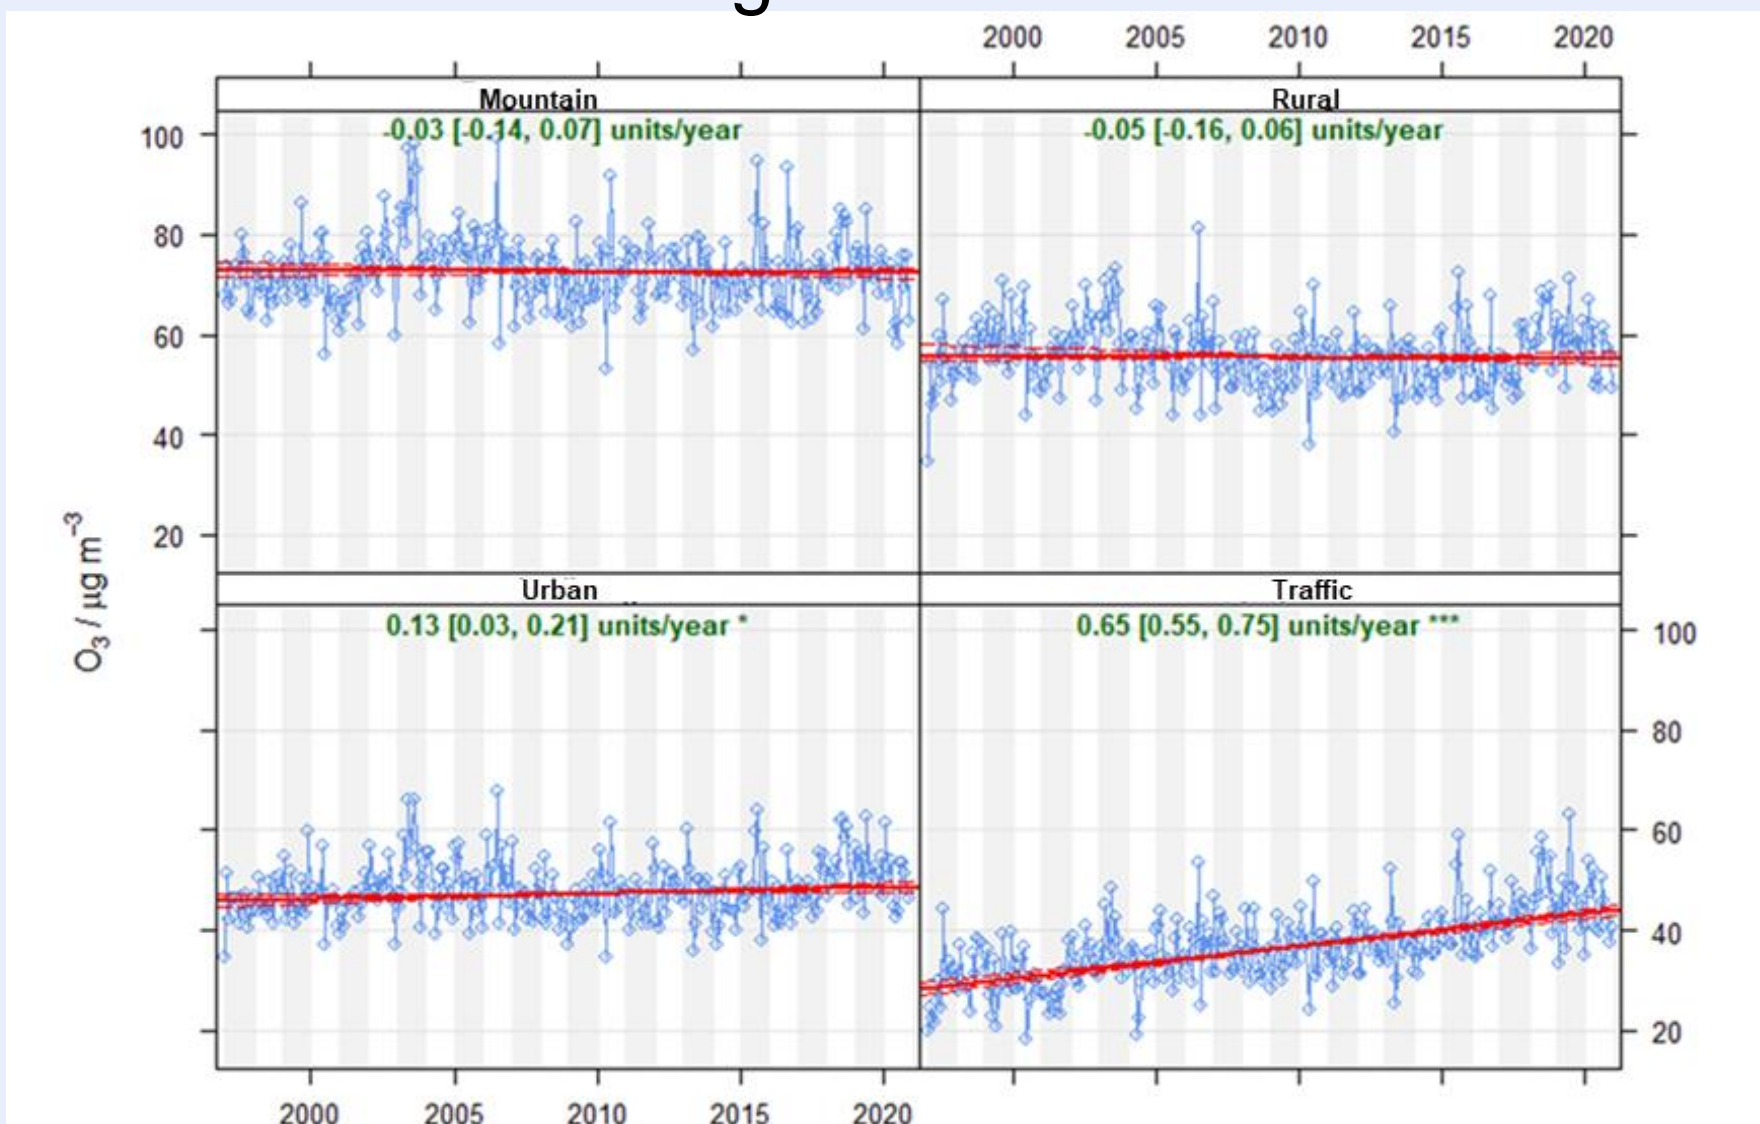 2000 2005 2010 2015 2020
Mountain Rural
-0.03 [-0.14, 0.07] units/year -0.05 [-0.16, 0.06] units/year
100
80
60
40
20
O₃ / µg m⁻³
Urban Traffic
0.13 [0.03, 0.21] units/year * 0.65 [0.55, 0.75] units/year ***
100
80
60
40
20
2000 2005 2010 2015 2020